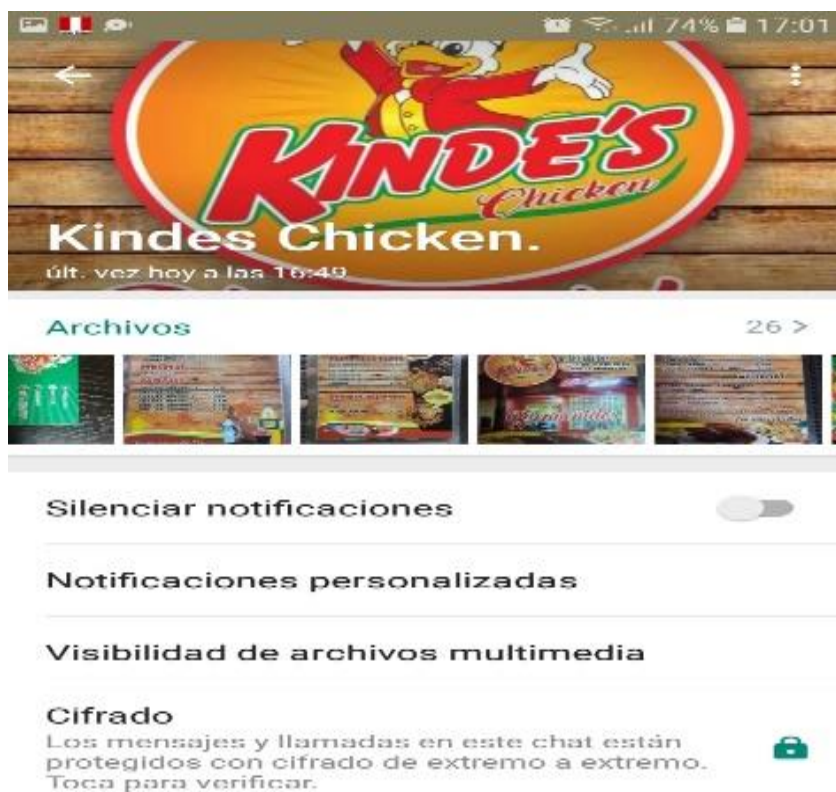 74% 17:01
KINDE'S
Chicken
Kindes Chicken.
últ. vez hoy a las 16:49
Archivos 26 >
KINDE'S
Silenciar notificaciones
Notificaciones personalizadas
Visibilidad de archivos multimedia
Cifrado
Los mensajes y llamadas en este chat están
protegidos con cifrado de extremo a extremo.
Toca para verificar.